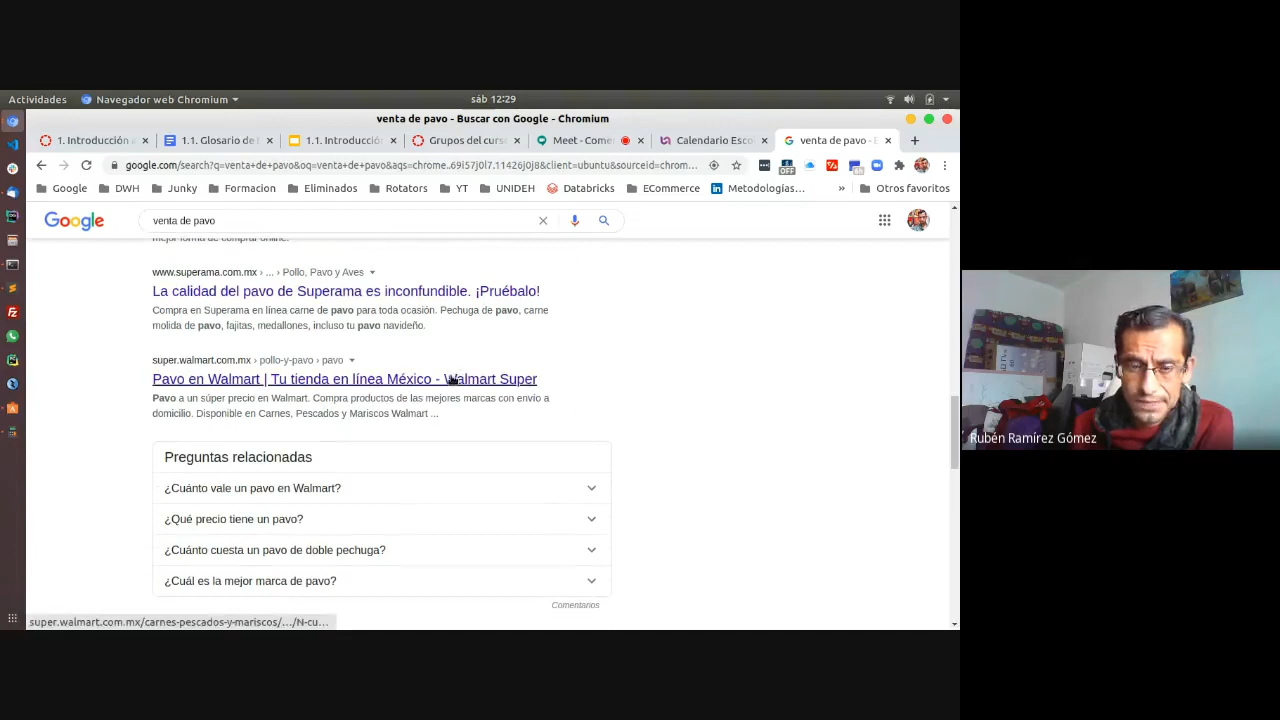 Actividades
Navegador web Chromium
sáb 12:29
venta de pavo - Buscar con Google - Chromium
1. Introducción a
1.1. Glosario de
1.1. Introducción
Grupos del curso
Meet - Come
Calendario Esco
venta de pavo - B
google.com/search?q=venta+de+pavo&oq=venta+de+pavo&aqs=chrome..69i57j0l7.11426j0j8&client=ubuntu&sourceid=chrom...
OFF
Google
DWH
Junky
Formacion
Eliminados
Rotators
YT
UNIDEH
Databricks
ECommerce
Metodologías...
»
Otros favoritos
Google
venta de pavo
mejor forma de comprar online.
www.superama.com.mx › ... › Pollo, Pavo y Aves
La calidad del pavo de Superama es inconfundible. ¡Pruébalo!
Compra en Superama en línea carne de pavo para toda ocasión. Pechuga de pavo, carne
molida de pavo, fajitas, medallones, incluso tu pavo navideño.
super.walmart.com.mx › pollo-y-pavo › pavo
Pavo en Walmart | Tu tienda en línea México - Walmart Super
Pavo a un súper precio en Walmart. Compra productos de las mejores marcas con envío a
domicilio. Disponible en Carnes, Pescados y Mariscos Walmart ...
Preguntas relacionadas
¿Cuánto vale un pavo en Walmart?
¿Qué precio tiene un pavo?
¿Cuánto cuesta un pavo de doble pechuga?
¿Cuál es la mejor marca de pavo?
Comentarios
super.walmart.com.mx/carnes-pescados-y-mariscos/.../N-cu...
Rubén Ramírez Gómez